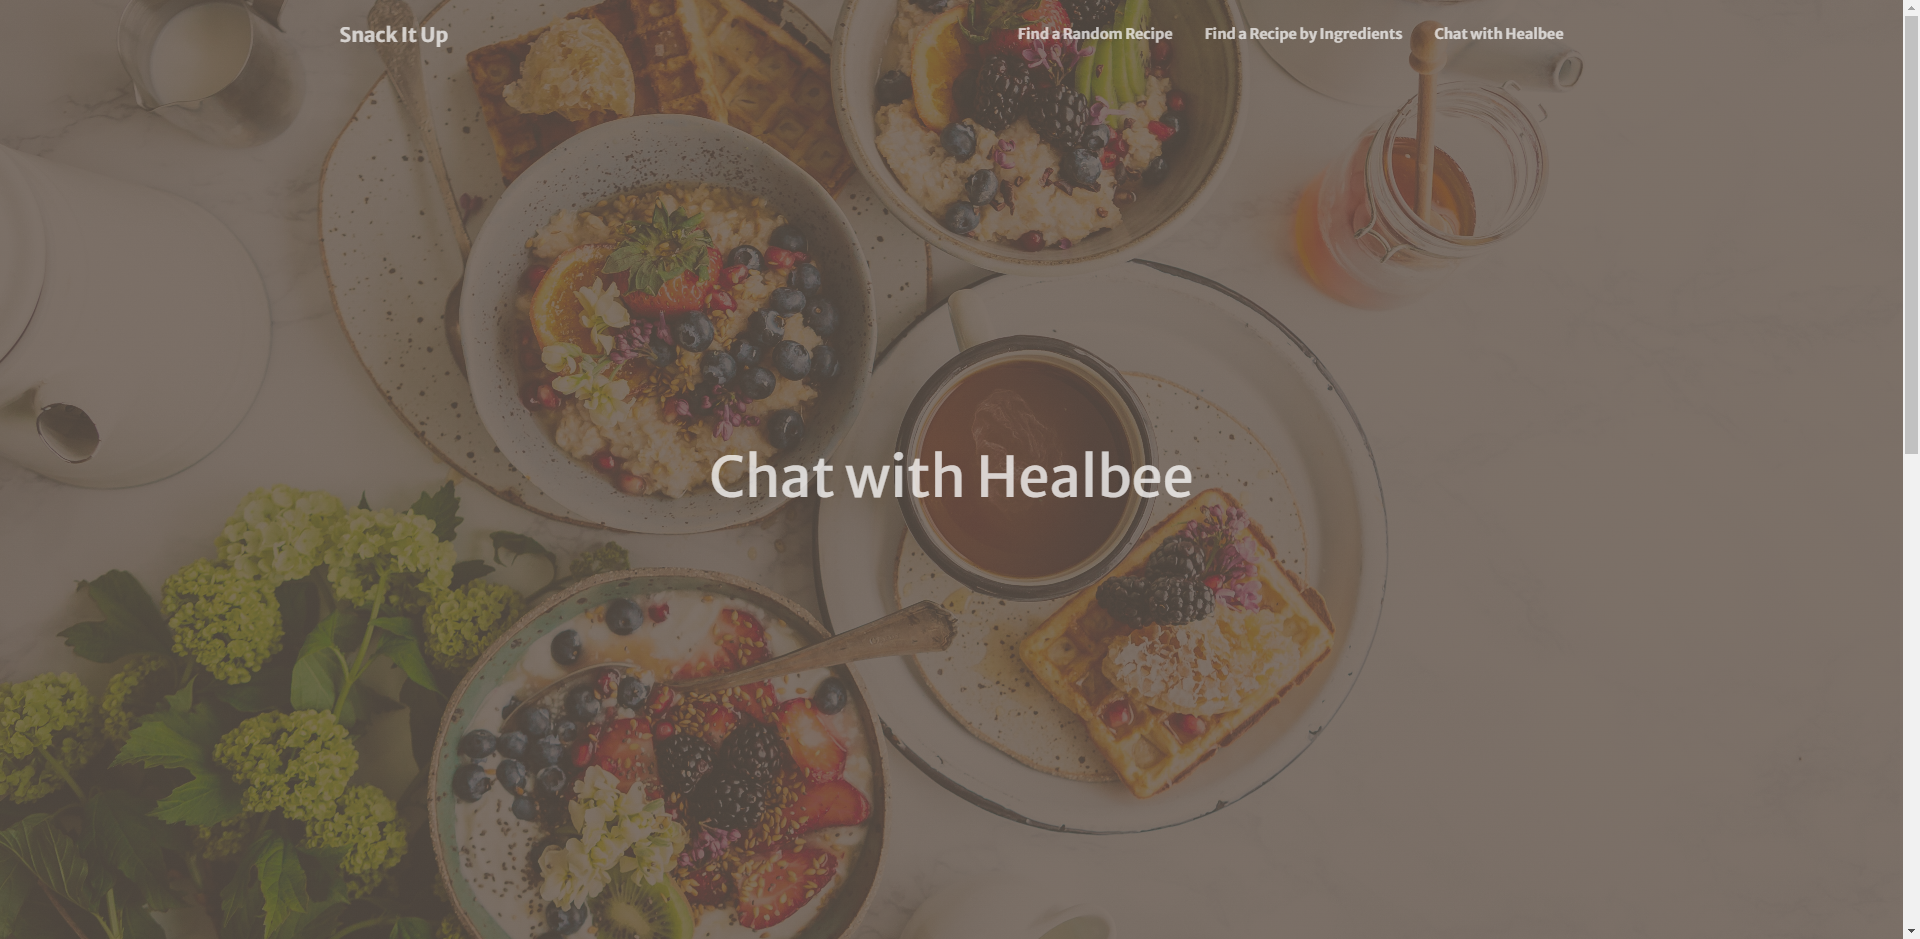 Snack It Up
Find a Random Recipe
Find a Recipe by Ingredients
Chat with Healbee
Chat with Healbee